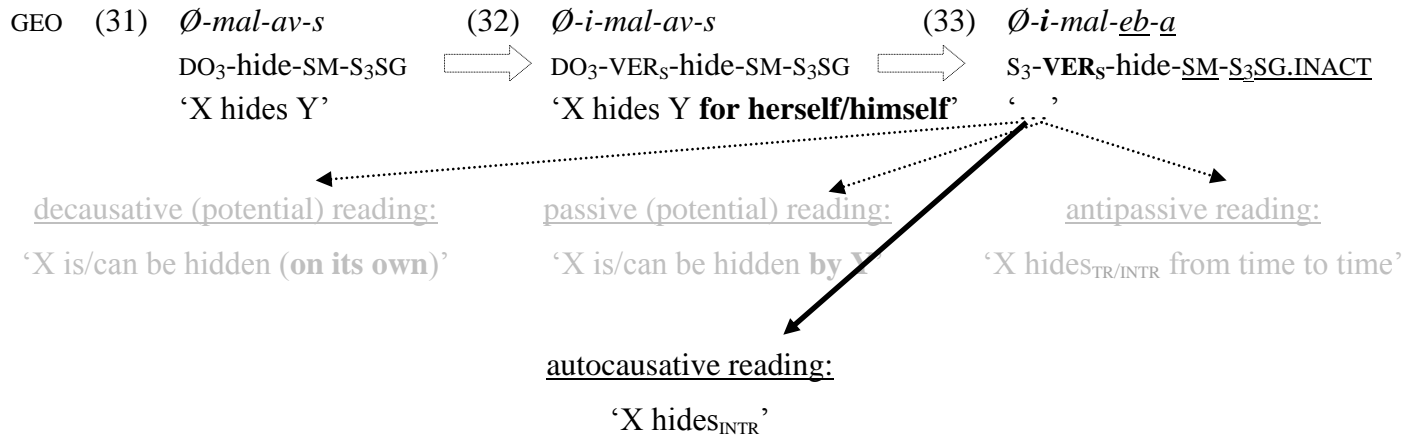 GEO (31) Ø-mal-av-s (32) Ø-i-mal-av-s (33) Ø-i-mal-eb-a
DO₃-hide-SM-S₃SG DO₃-VERₛ-hide-SM-S₃SG S₃-VERₛ-hide-SM-S₃SG.INACT
‘X hides Y’ ‘X hides Y for herself/himself’ ‘…’
decausative (potential) reading: passive (potential) reading: antipassive reading:
‘X is/can be hidden (on its own)’ ‘X is/can be hidden by Y’ ‘X hides_TR/INTR from time to time’
autocausative reading:
‘X hides_INTR’